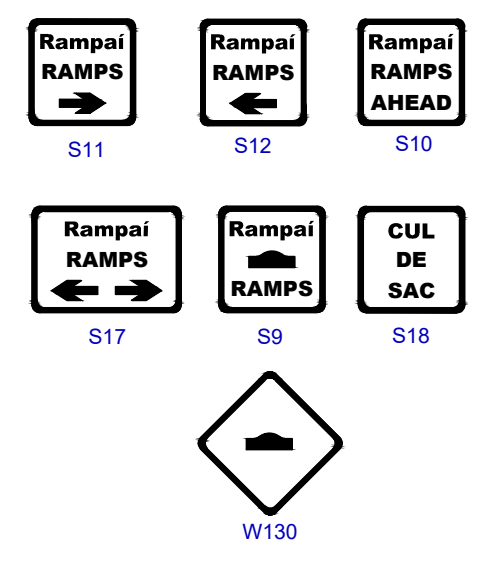 Rampaí
RAMPS
S11
Rampaí
RAMPS
S12
Rampaí
RAMPS
AHEAD
S10
Rampaí
RAMPS
S17
Rampaí
RAMPS
S9
CUL
DE
SAC
S18
W130